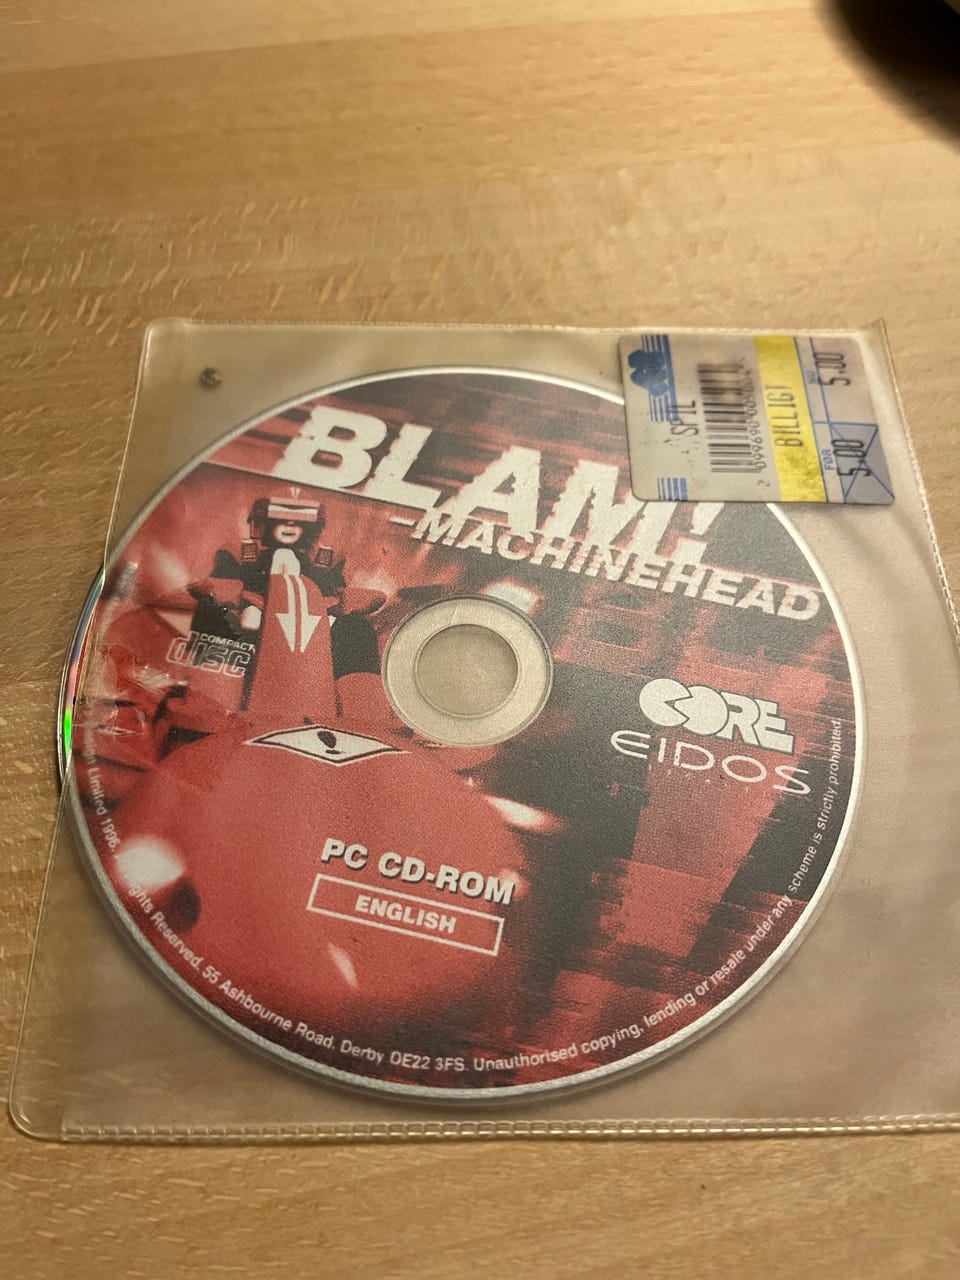 BLAM!
-MACHINEHEAD
SPIL
BILLIGT
FØR
5.00
NU
5.00
COMPACT
disc
CORE
EIDOS
PC CD-ROM
ENGLISH
Limited 1996.
ghts Reserved. 55 Ashbourne Road. Derby DE22 3FS. Unauthorised copying, lending or resale under any scheme is strictly prohibited.